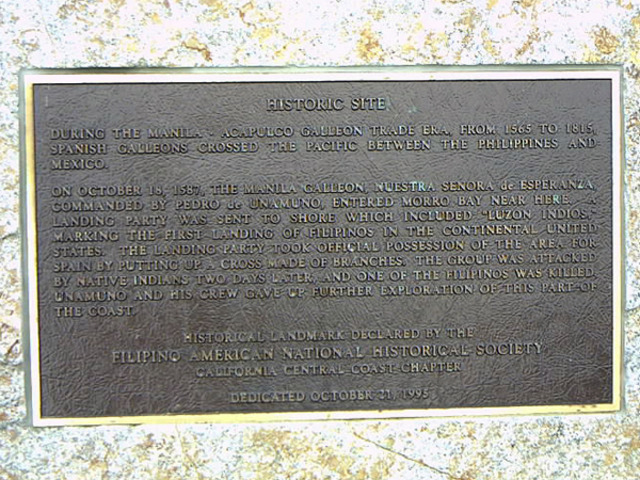 HISTORIC SITE
DURING THE MANILA - ACAPULCO GALLEON TRADE ERA, FROM 1565 TO 1815,
SPANISH GALLEONS CROSSED THE PACIFIC BETWEEN THE PHILIPPINES AND
MEXICO.
ON OCTOBER 18, 1587, THE MANILA GALLEON, NUESTRA SENORA de ESPERANZA,
COMMANDED BY PEDRO de UNAMUNO, ENTERED MORRO BAY NEAR HERE. A
LANDING PARTY WAS SENT TO SHORE WHICH INCLUDED "LUZON INDIOS,"
MARKING THE FIRST LANDING OF FILIPINOS IN THE CONTINENTAL UNITED
STATES. THE LANDING PARTY TOOK OFFICIAL POSSESSION OF THE AREA FOR
SPAIN BY PUTTING UP A CROSS MADE OF BRANCHES. THE GROUP WAS ATTACKED
BY NATIVE INDIANS TWO DAYS LATER, AND ONE OF THE FILIPINOS WAS KILLED.
UNAMUNO AND HIS CREW GAVE UP FURTHER EXPLORATION OF THIS PART OF
THE COAST.
HISTORICAL LANDMARK DECLARED BY THE
FILIPINO AMERICAN NATIONAL HISTORICAL SOCIETY
CALIFORNIA CENTRAL COAST CHAPTER
DEDICATED OCTOBER 21, 1995